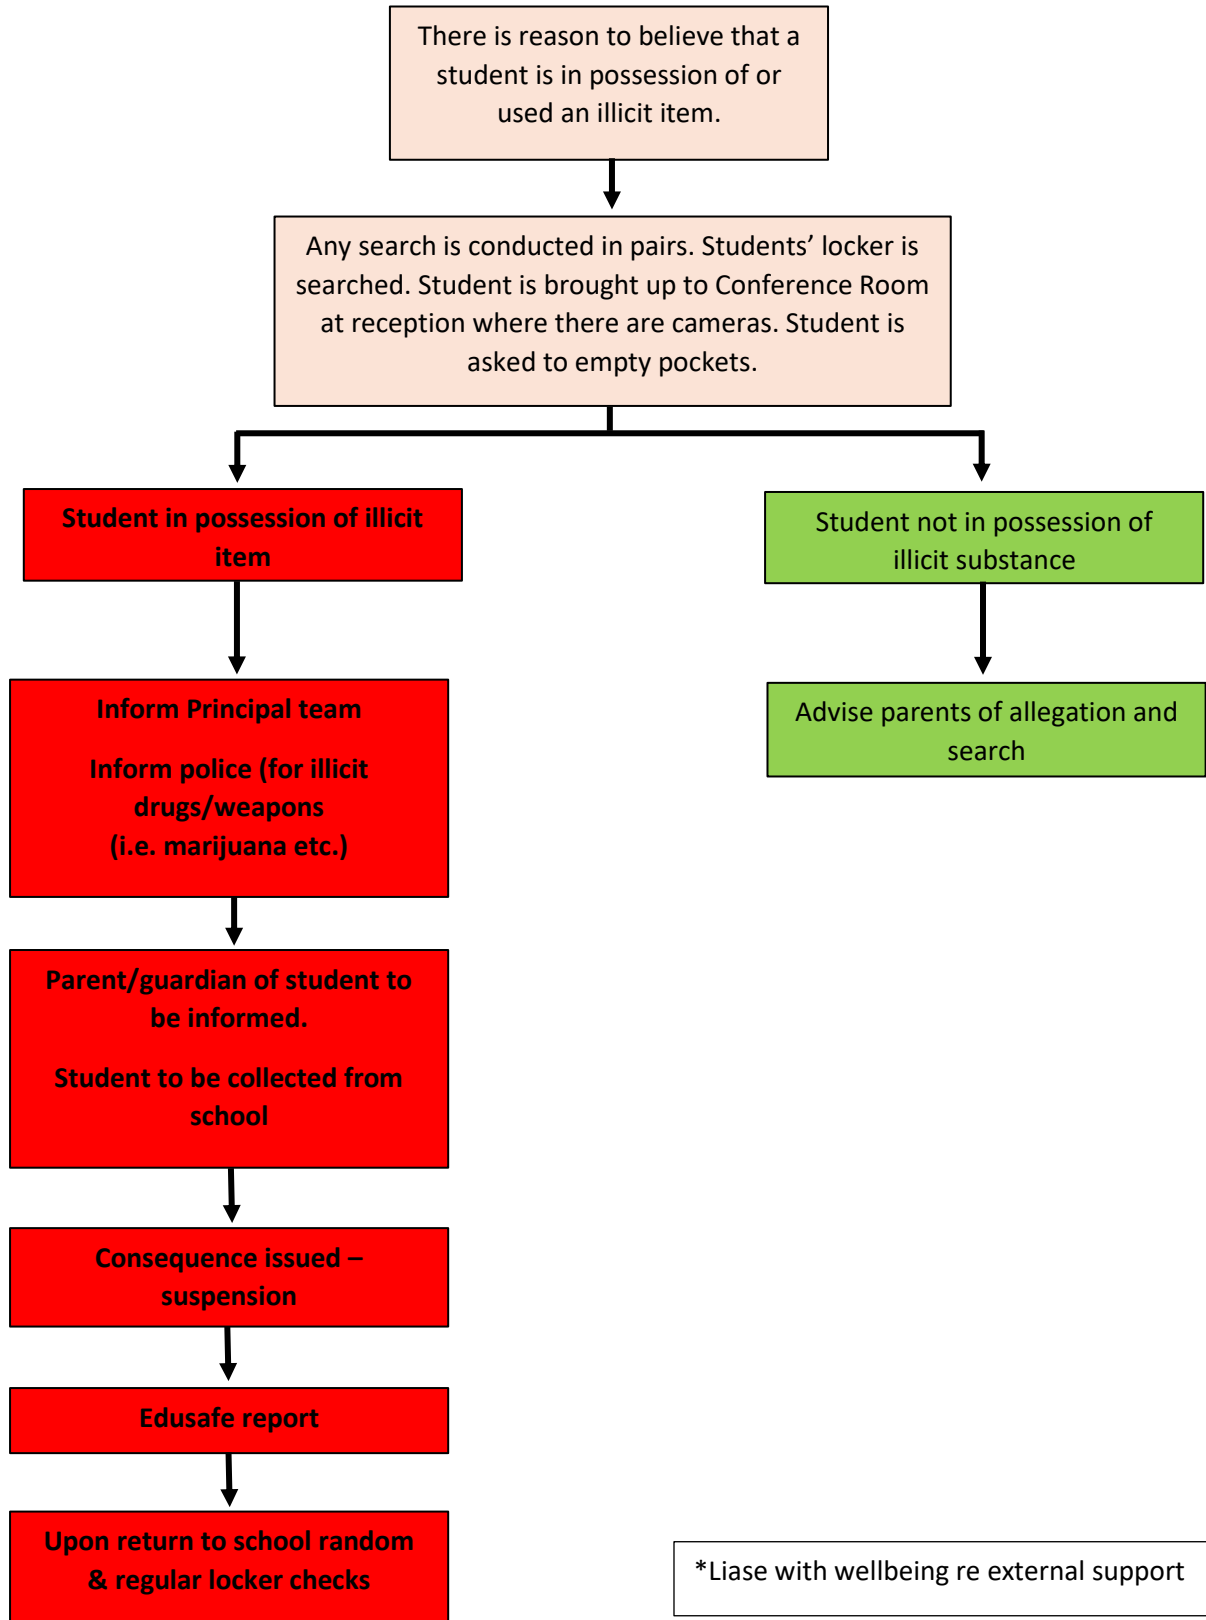 There is reason to believe that a
student is in possession of or
used an illicit item.
Any search is conducted in pairs. Students’ locker is
searched. Student is brought up to Conference Room
at reception where there are cameras. Student is
asked to empty pockets.
Student in possession of illicit
item
Student not in possession of
illicit substance
Inform Principal team
Inform police (for illicit
drugs/weapons
(i.e. marijuana etc.)
Advise parents of allegation and
search
Parent/guardian of student to
be informed.
Student to be collected from
school
Consequence issued –
suspension
Edusafe report
Upon return to school random
& regular locker checks
*Liase with wellbeing re external support